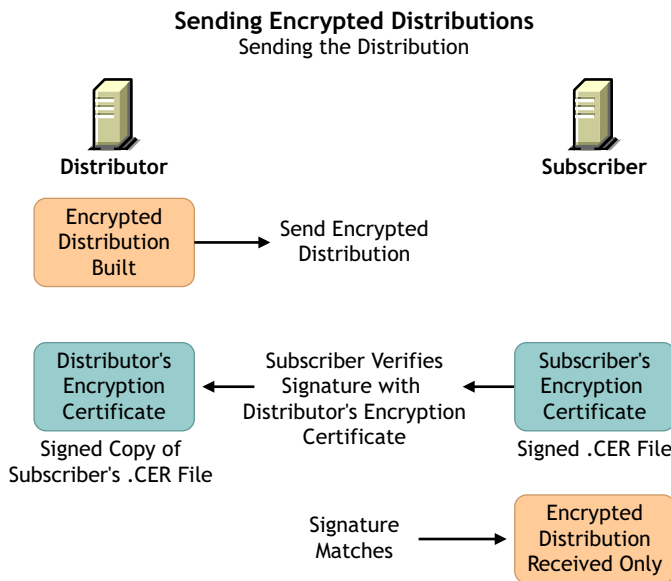 Sending Encrypted Distributions
Sending the Distribution
Distributor
Subscriber
Encrypted
Distribution
Built
Send Encrypted
Distribution
Distributor's
Encryption
Certificate
Subscriber Verifies
Signature with
Distributor's Encryption
Certificate
Subscriber's
Encryption
Certificate
Signed Copy of
Subscriber's .CER File
Signed .CER File
Signature
Matches
Encrypted
Distribution
Received Only